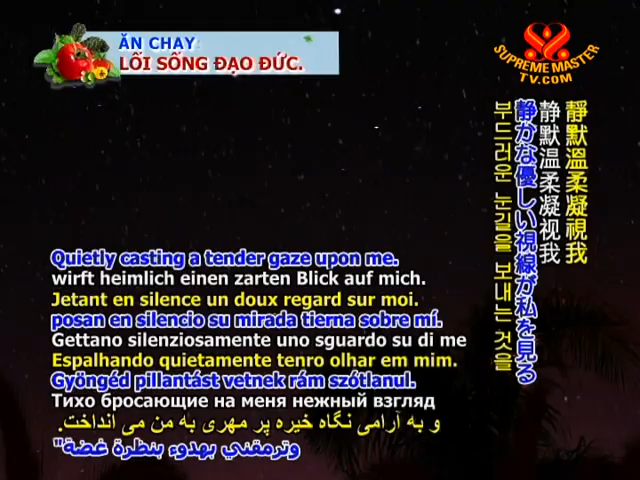 ĂN CHAY
LỐI SỐNG ĐẠO ĐỨC.
SUPREME MASTER
TV.COM
靜默溫柔凝視我
静默温柔凝视我
静かな優しい視線が私を見る
부드러운 눈길을 보내는 것을
Quietly casting a tender gaze upon me.
wirft heimlich einen zarten Blick auf mich.
Jetant en silence un doux regard sur moi.
posan en silencio su mirada tierna sobre mí.
Gettano silenziosamente uno sguardo su di me
Espalhando quietamente tenro olhar em mim.
Gyöngéd pillantást vetnek rám szótlanul.
Тихо бросающие на меня нежный взгляд
و به آرامی نگاه خیره پر مهری به من می انداخت.
وترمقني بهدوء بنظرة غضة"